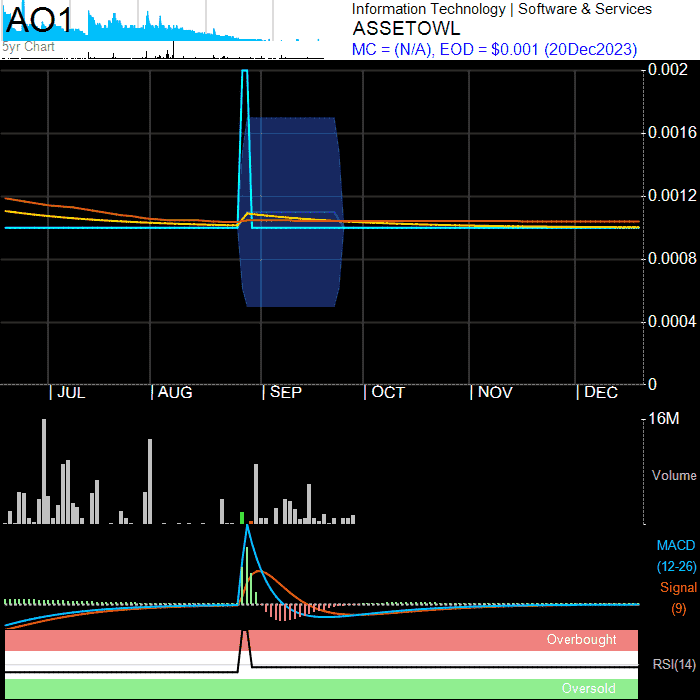 AO1
5yr Chart
Information Technology | Software & Services
ASSETOWL
MC = (N/A), EOD = $0.001 (20Dec2023)
0.002
0.0016
0.0012
0.0008
0.0004
0
JUL AUG SEP OCT NOV DEC
16M
Volume
MACD
(12-26)
Signal
(9)
Overbought
RSI(14)
Oversold